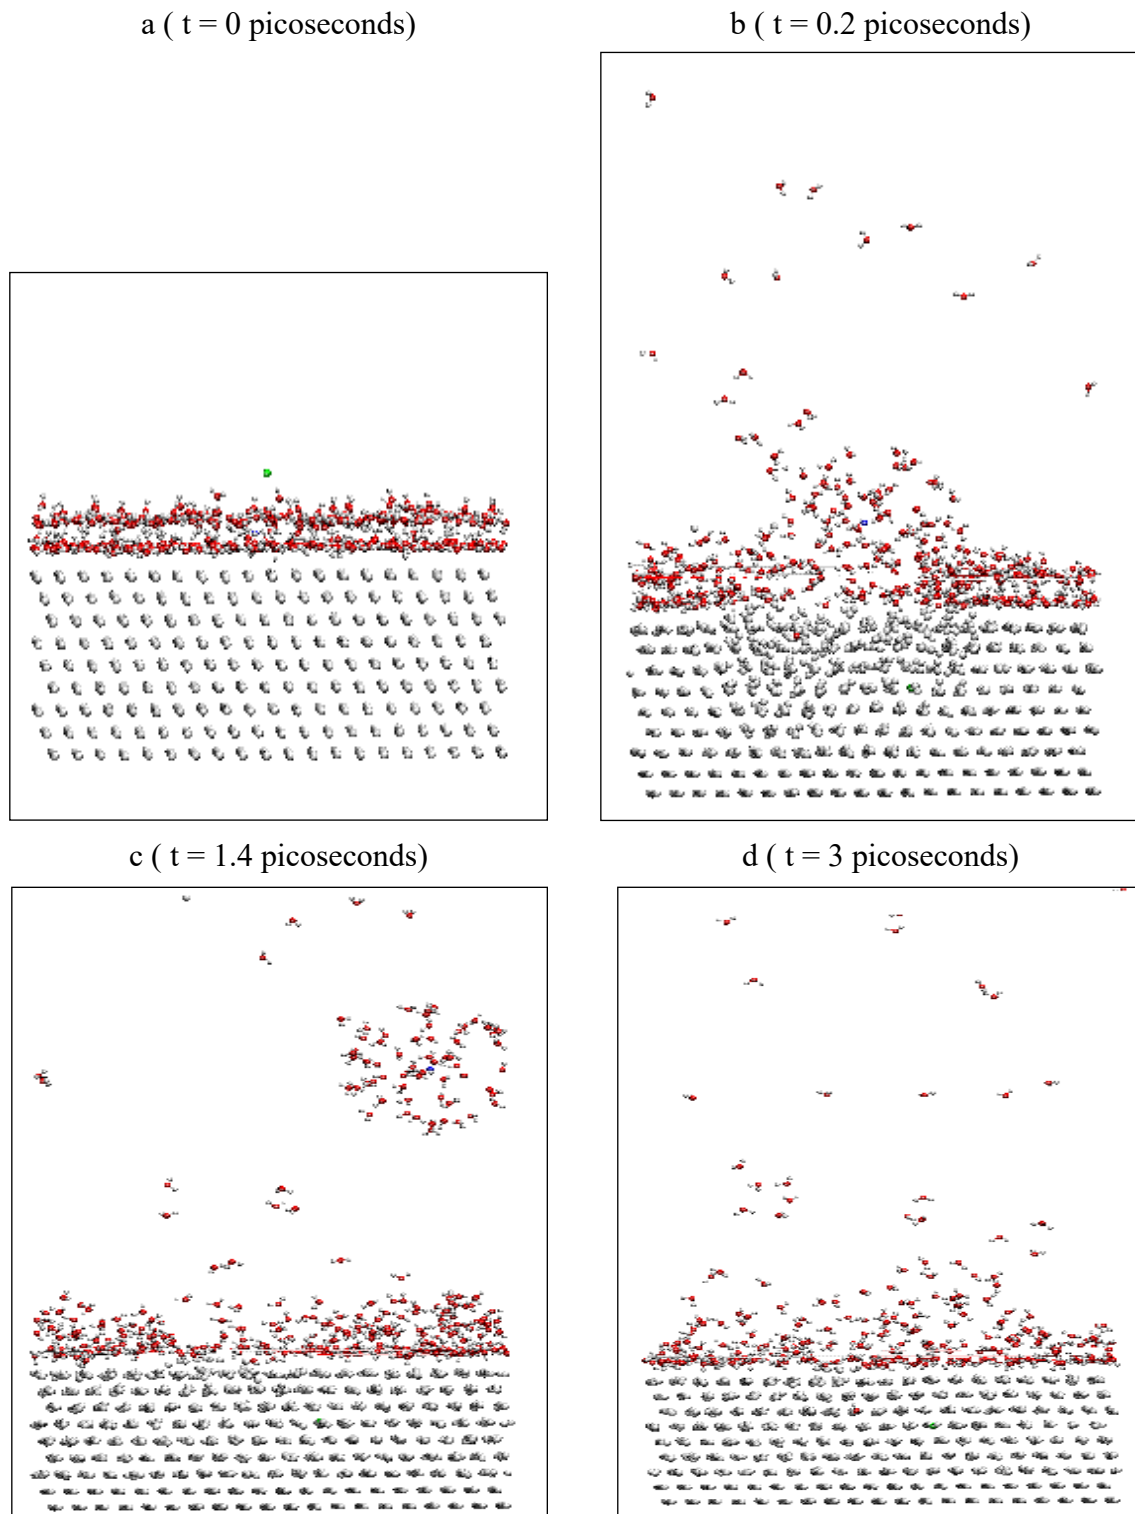 a ( t = 0 picoseconds)
b ( t = 0.2 picoseconds)
c ( t = 1.4 picoseconds)
d ( t = 3 picoseconds)